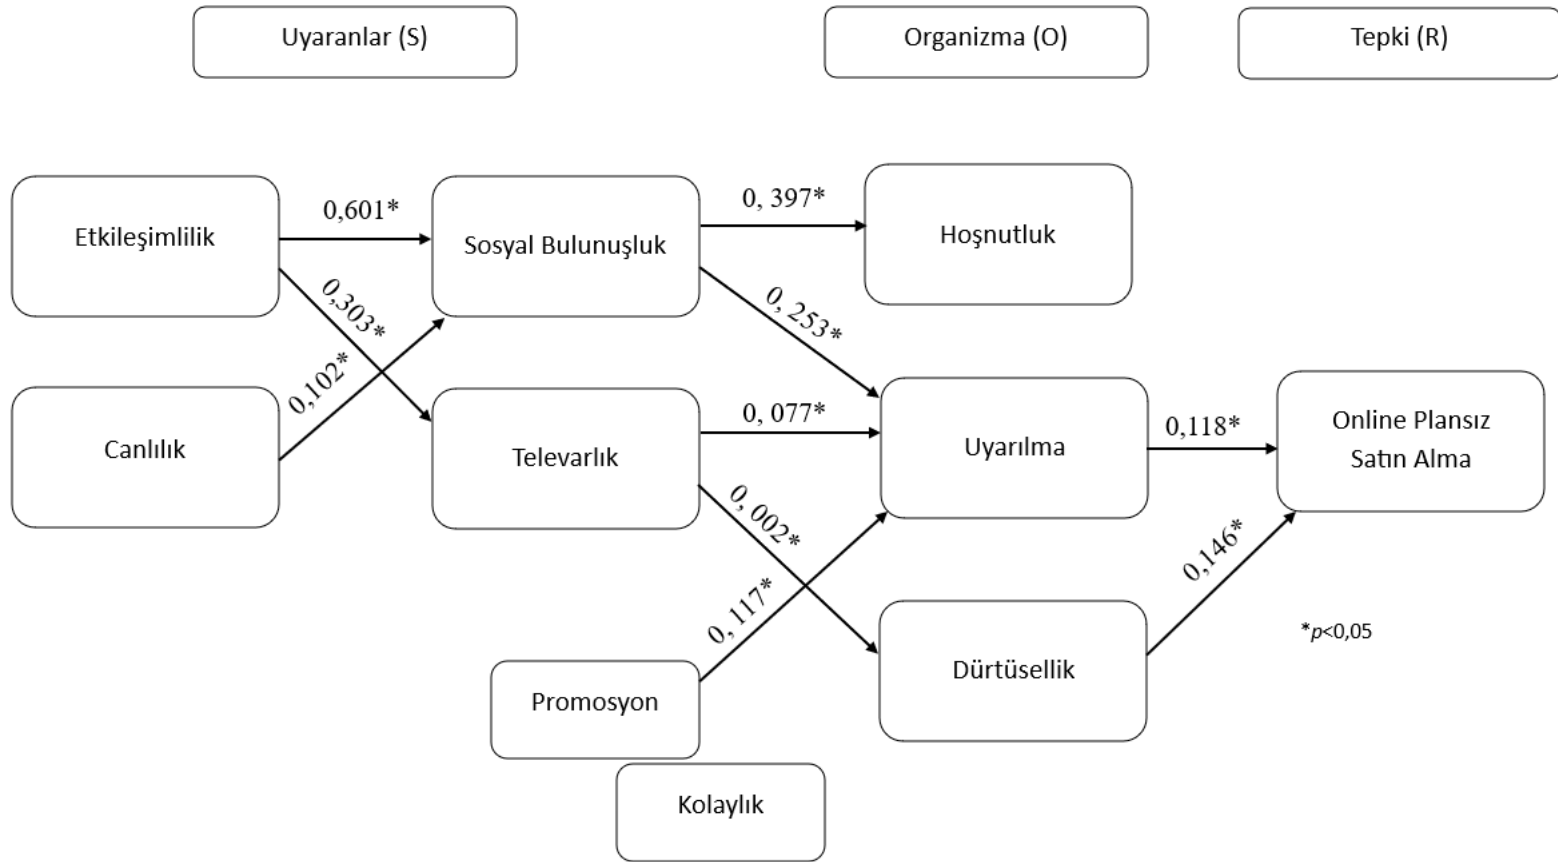 Uyaranlar (S)
Organizma (O)
Tepki (R)
Etkileşimlilik
0,601*
Sosyal Bulunuşluk
0, 397*
Hoşnutluk
0,303*
0, 253*
Canlılık
0,102*
Televarlık
0, 077*
Uyarılma
0,118*
Online Plansız
Satın Alma
0, 002*
0, 117*
0,146*
*p<0,05
Promosyon
Dürtüsellik
Kolaylık